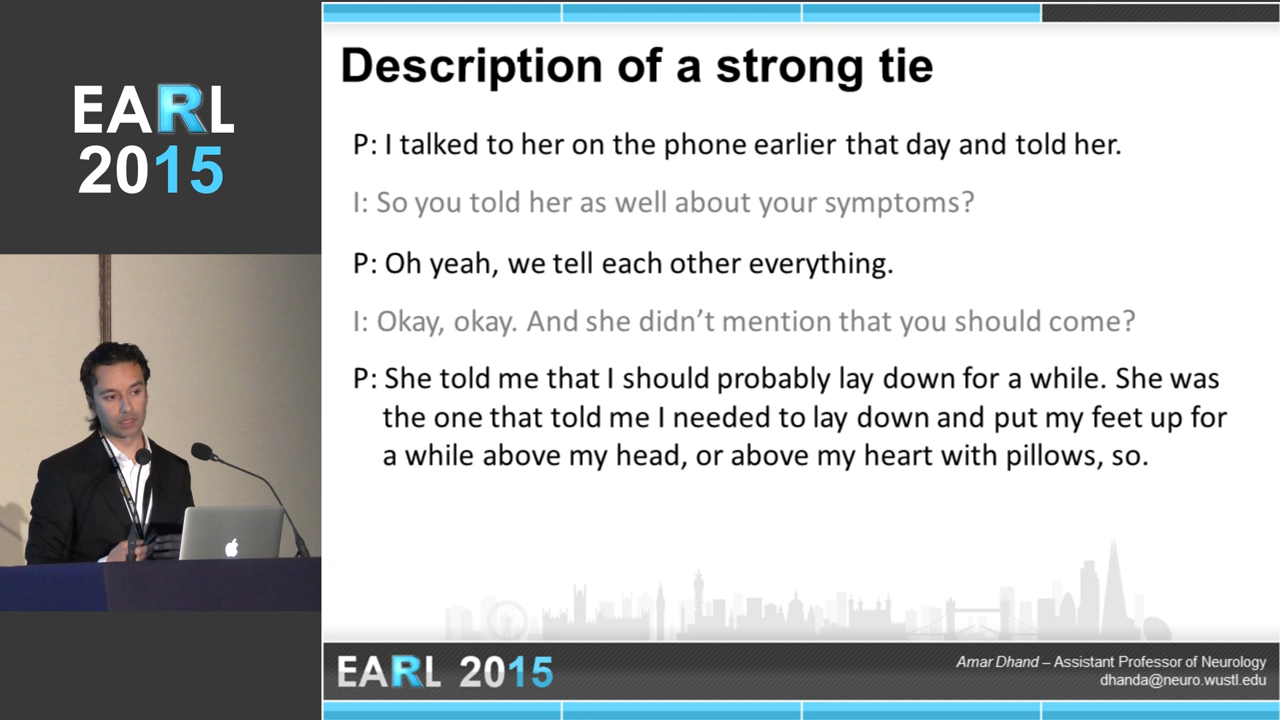 EARL
2015
Description of a strong tie
P: I talked to her on the phone earlier that day and told her.
I: So you told her as well about your symptoms?
P: Oh yeah, we tell each other everything.
I: Okay, okay. And she didn’t mention that you should come?
P: She told me that I should probably lay down for a while. She was
the one that told me I needed to lay down and put my feet up for
a while above my head, or above my heart with pillows, so.
EARL 2015
Amar Dhand – Assistant Professor of Neurology
dhanda@neuro.wustl.edu